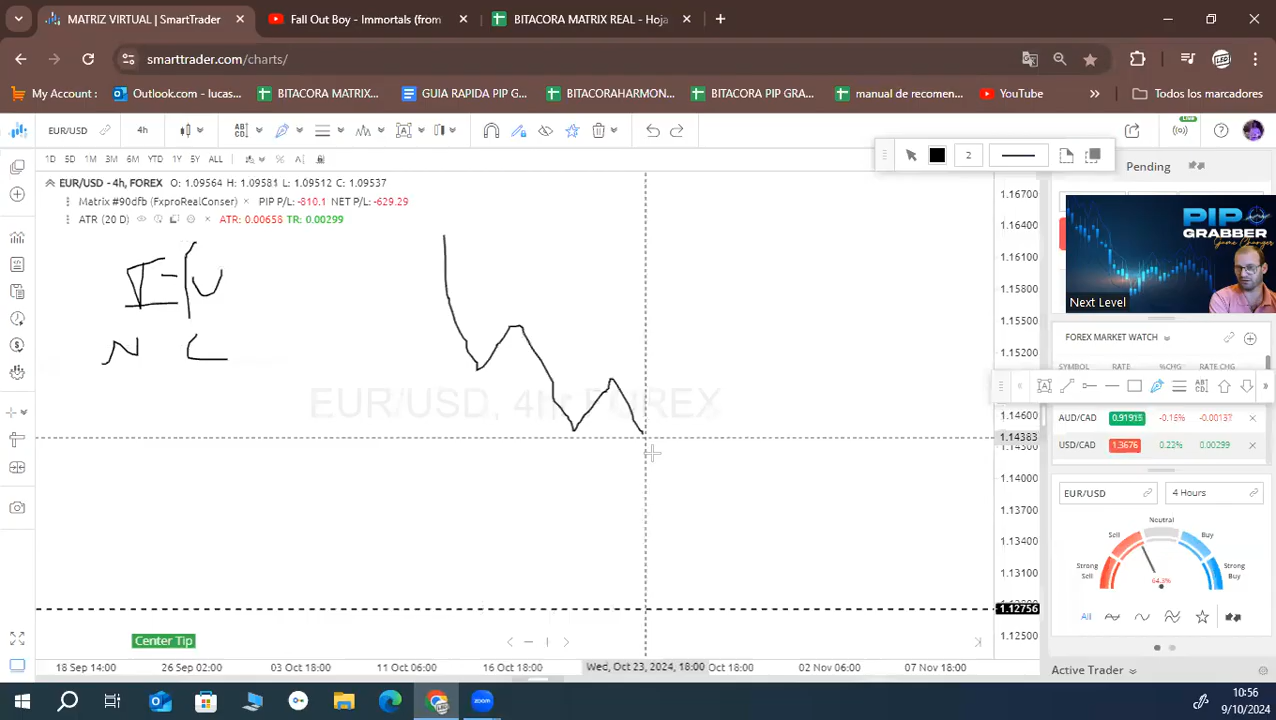 MATRIZ VIRTUAL | SmartTrader
Fall Out Boy - Immortals (from
BITACORA MATRIX REAL - Hoja
smarttrader.com/charts/
My Account :
Outlook.com - lucas...
BITACORA MATRIX...
GUIA RAPIDA PIP G...
BITACORAHARMON...
BITACORA PIP GRA...
manual de recomen...
YouTube
Todos los marcadores
EUR/USD
4h
2
LIVE
1D 5D 1M 3M 6M YTD 1Y 5Y ALL
EUR/USD - 4h, FOREX O: 1.09564 H: 1.09581 L: 1.09512 C: 1.09537
Matrix #90dfb (FxproRealConser) PIP P/L: -810.1 NET P/L: -629.29
ATR (20 D) ATR: 0.00658 TR: 0.00299
N C
EUR/USD, 4hr FOREX
1.16700
1.16410
1.16100
1.15800
1.15500
1.15200
1.14600
1.14383
1.14000
1.13700
1.13400
1.13100
1.12756
1.12500
Center Tip
18 Sep 14:00
26 Sep 02:00
03 Oct 18:00
11 Oct 06:00
16 Oct 18:00
Wed, Oct 23, 2024, 18:00
Oct 18:00
02 Nov 06:00
07 Nov 18:00
Pending
PIP
GRABBER
Game Changer
Next Level
FOREX MARKET WATCH
SYMBOL RATE RATE CHG
AUD/CAD 0.91915 -0.15% -0.00137
USD/CAD 1.3676 0.22% 0.00299
EUR/USD
4 Hours
Neutral
Sell
Buy
Strong Sell
Strong Buy
64.3%
All
Active Trader
zoom
10:56
9/10/2024